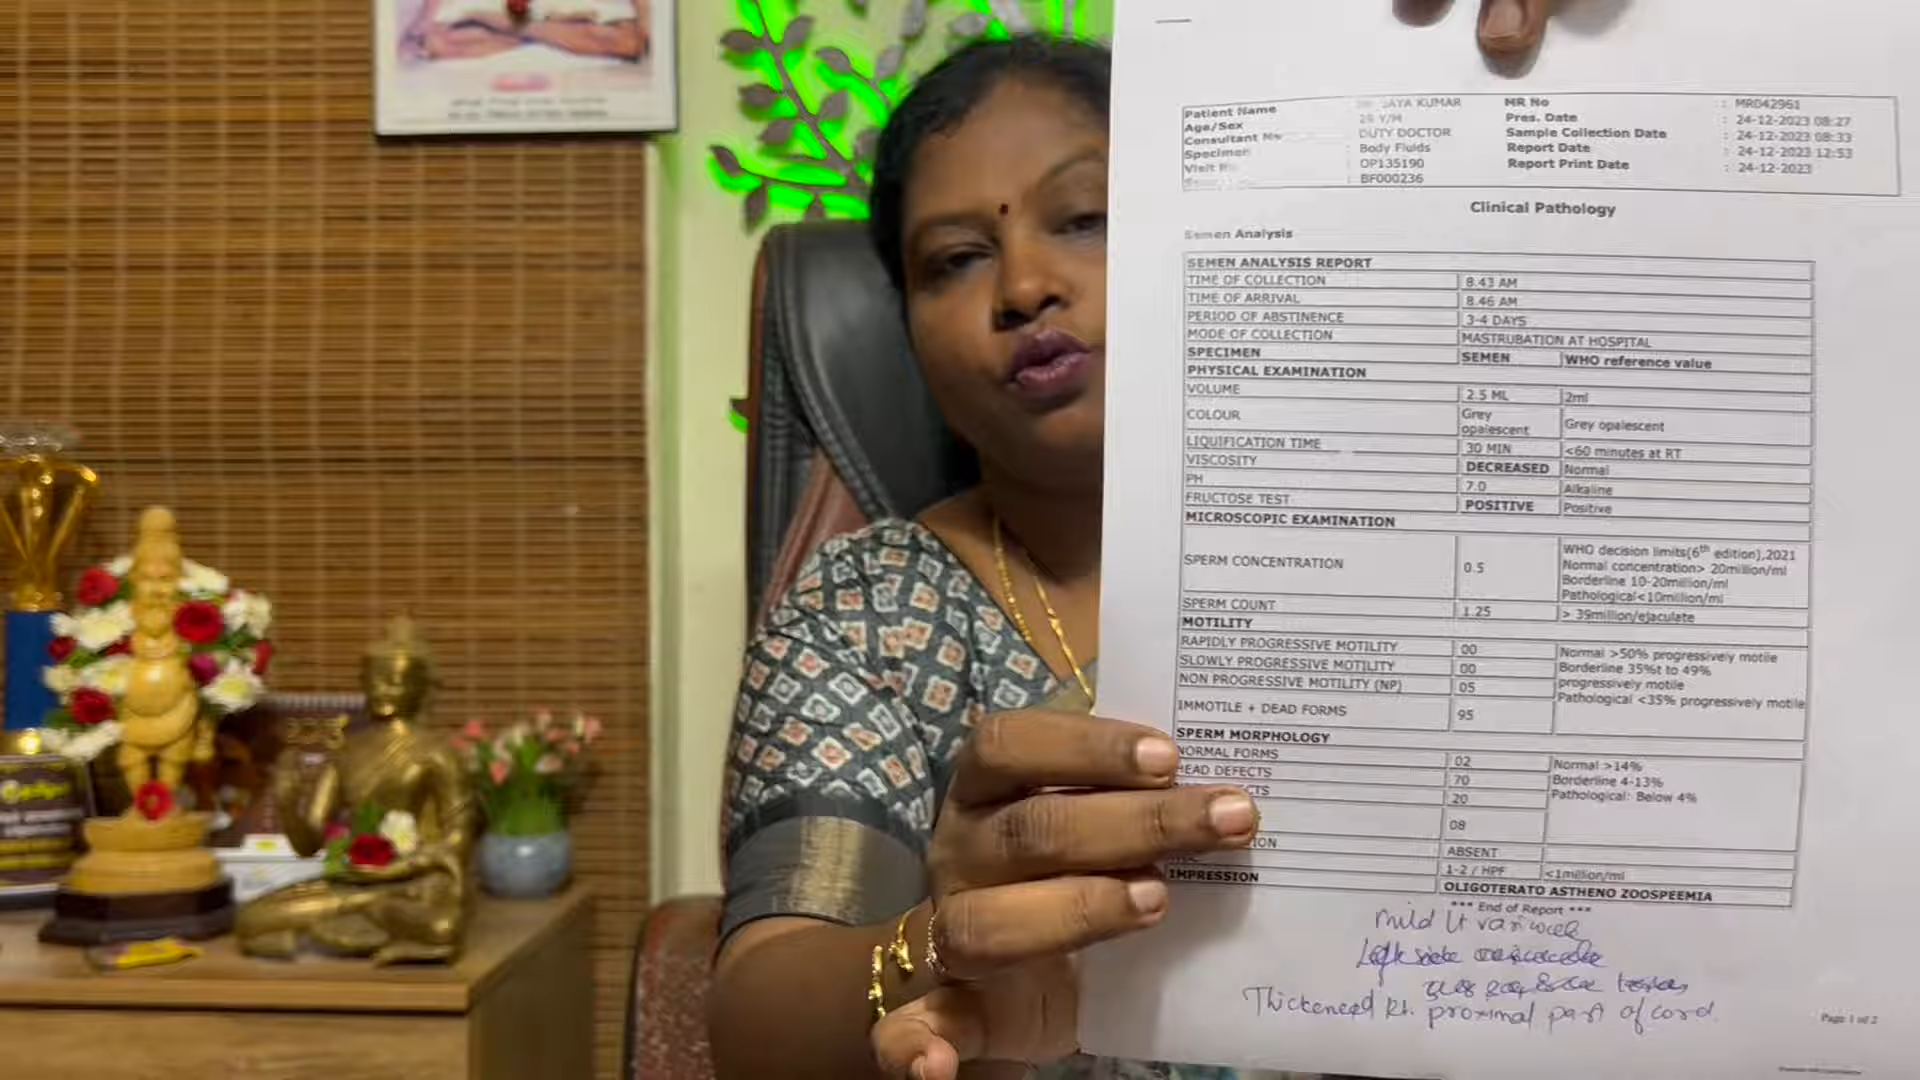 Patient Name : JAYA KUMAR MR No : MRD42961
Age/Sex : 29 Y/M Pres. Date : 24-12-2023 08:27
Consultant : DUTY DOCTOR Sample Collection Date : 24-12-2023 08:33
Specimen : Body Fluids Report Date : 24-12-2023 12:53
Visit : OP135190 Report Print Date : 24-12-2023
: BF000236
Clinical Pathology
Semen Analysis
SEMEN ANALYSIS REPORT
TIME OF COLLECTION 8.43 AM
TIME OF ARRIVAL 8.46 AM
PERIOD OF ABSTINENCE 3-4 DAYS
MODE OF COLLECTION MASTRUBATION AT HOSPITAL
SPECIMEN SEMEN WHO reference value
PHYSICAL EXAMINATION
VOLUME 2.5 ML 2ml
COLOUR Grey opalescent Grey opalescent
LIQUIFICATION TIME 30 MIN <60 minutes at RT
VISCOSITY DECREASED Normal
PH 7.0 Alkaline
FRUCTOSE TEST POSITIVE Positive
MICROSCOPIC EXAMINATION
SPERM CONCENTRATION 0.5 WHO decision limits(6th edition),2021
Normal concentration> 20million/ml
Borderline 10-20million/ml
Pathological<10million/ml
SPERM COUNT 1.25 > 39million/ejaculate
MOTILITY
RAPIDLY PROGRESSIVE MOTILITY 00 Normal >50% progressively motile
SLOWLY PROGRESSIVE MOTILITY 00 Borderline 35%t to 49%
NON PROGRESSIVE MOTILITY (NP) 05 progressively motile
Pathological <35% progressively motile
IMMOTILE + DEAD FORMS 95
SPERM MORPHOLOGY
NORMAL FORMS 02 Normal >14%
HEAD DEFECTS 70 Borderline 4-13%
20 Pathological: Below 4%
08
ABSENT
1-2 / HPF <1million/ml
IMPRESSION OLIGOTERATO ASTHENO ZOOSPEEMIA
*** End of Report ***
mild Lt
Thickened Rt. proximal part of cord.
Page 1 of 2